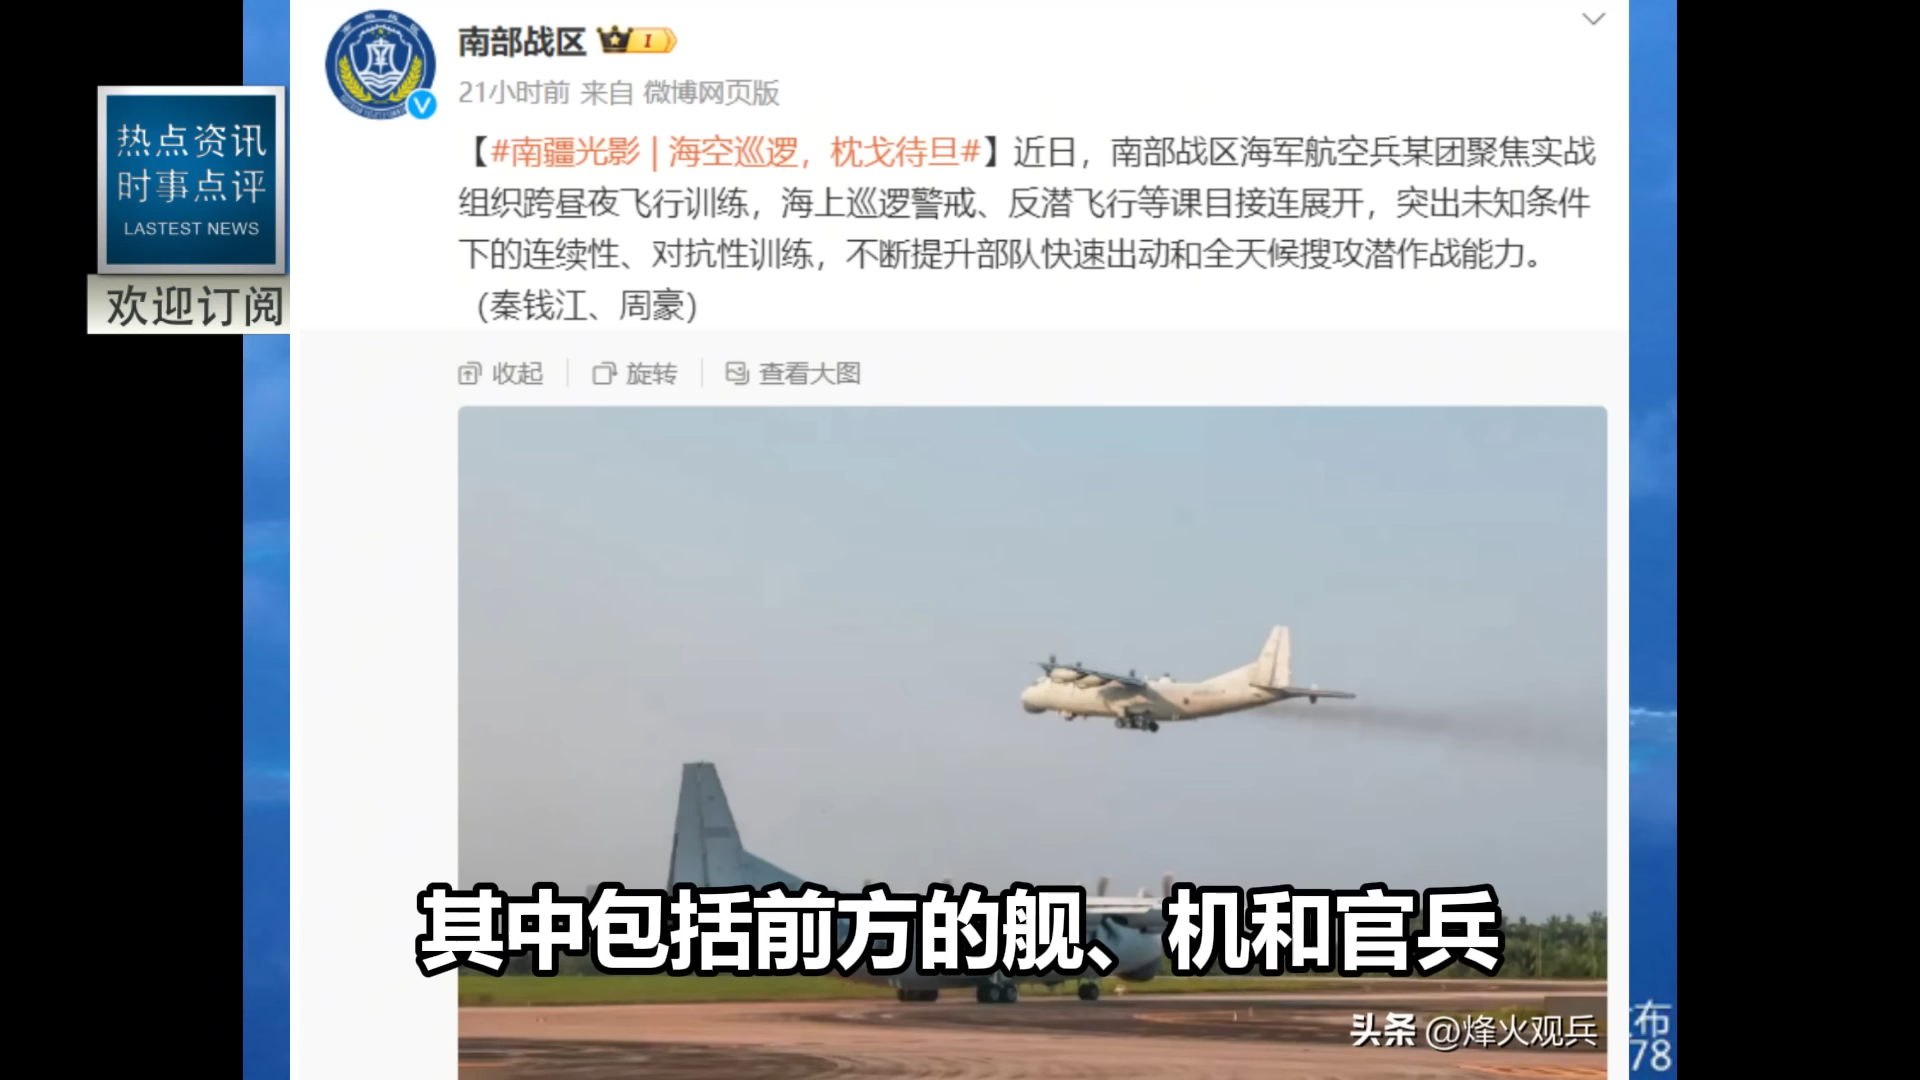 南部战区
I
21小时前 来自 微博网页版
【#南疆光影 | 海空巡逻，枕戈待旦#】近日，南部战区海军航空兵某团聚焦实战
组织跨昼夜飞行训练，海上巡逻警戒、反潜飞行等课目接连展开，突出未知条件
下的连续性、对抗性训练，不断提升部队快速出动和全天候搜攻潜作战能力。
（秦钱江、周豪）
热点资讯
时事点评
LASTEST NEWS
欢迎订阅
收起
旋转
查看大图
其中包括前方的舰、机和官兵
头条 @烽火观兵
布
78